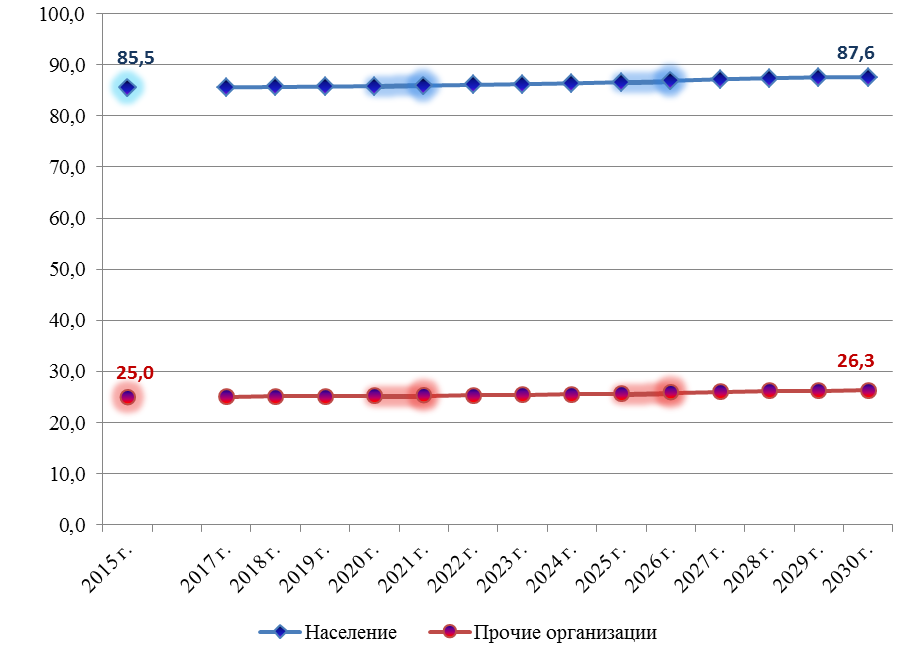 100,0
90,0
80,0
70,0
60,0
50,0
40,0
30,0
20,0
10,0
0,0
85,5
87,6
25,0
26,3
2015 г.
2017 г.
2018 г.
2019 г.
2020 г.
2021 г.
2022 г.
2023 г.
2024 г.
2025 г.
2026 г.
2027 г.
2028 г.
2029 г.
2030 г.
Население Прочие организации